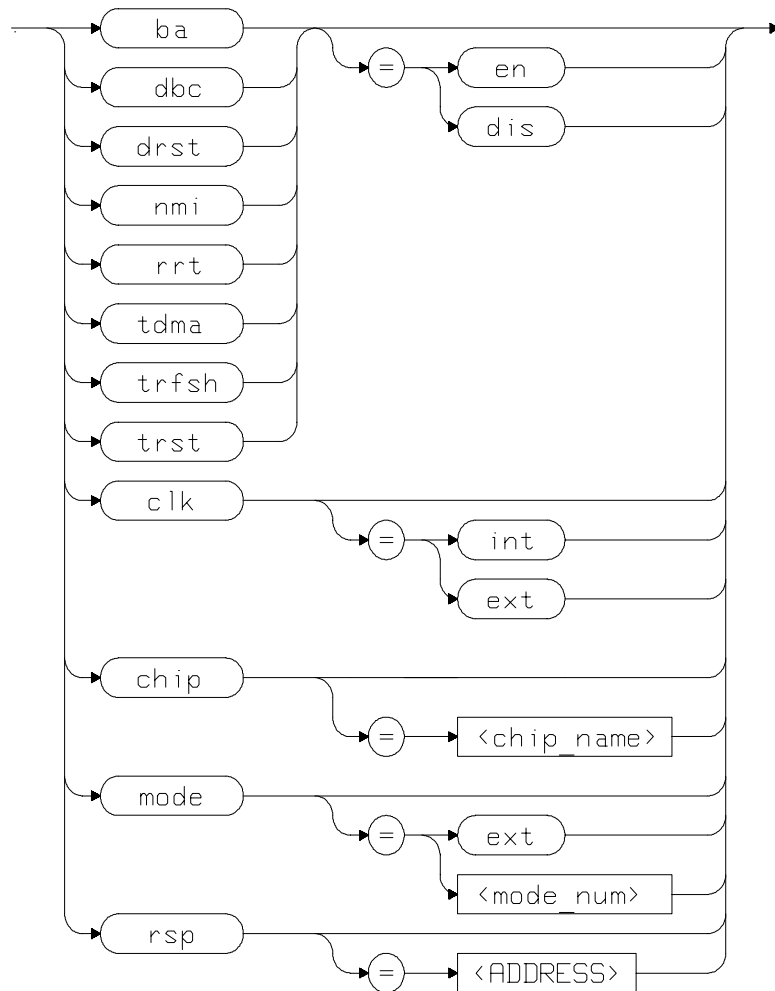 ba
= en
dbc
dis
drst
nmi
rrt
tdma
trfsh
trst
clk
= int
ext
chip
= <chip_name>
mode
= ext
<mode_num>
rsp
= <ADDRESS>